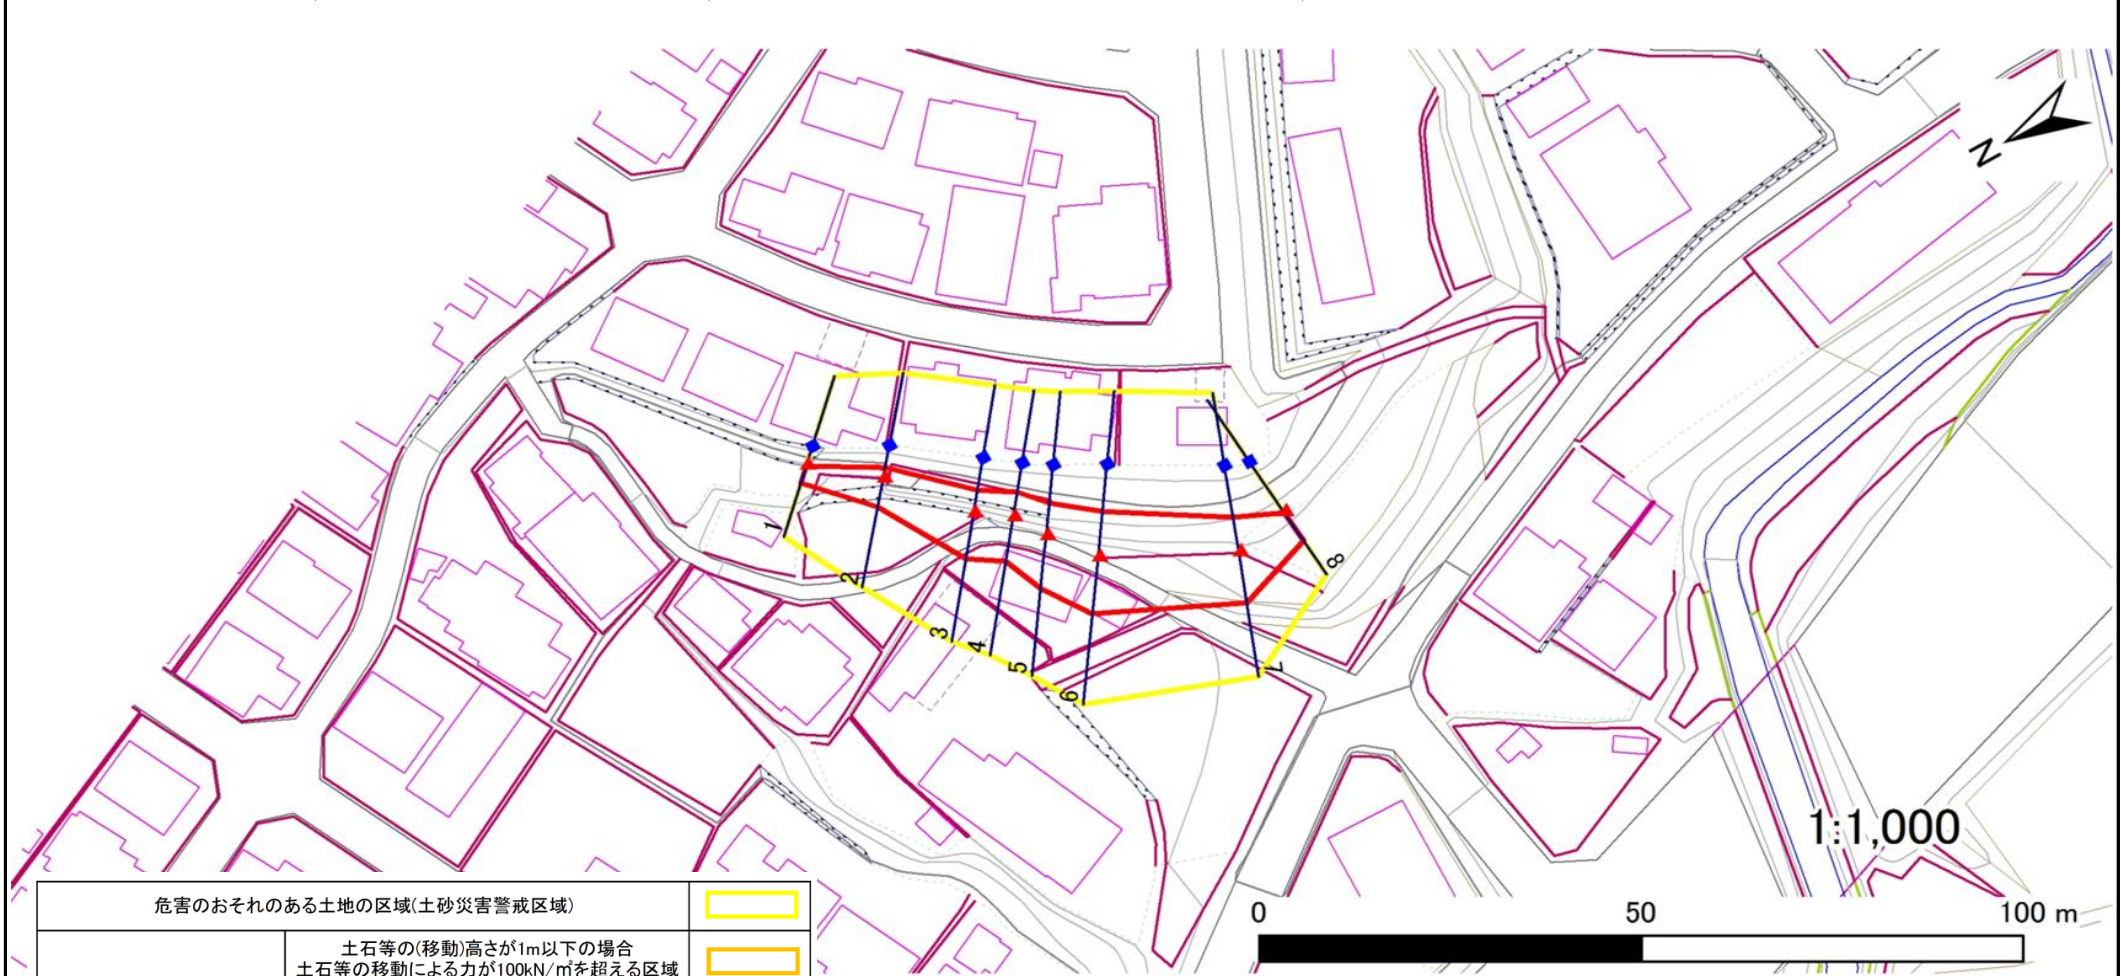 N
1
2
3
4
5
6
7
8
1:1,000
0 50 100 m
危害のおそれのある土地の区域(土砂災害警戒区域)
土石等の(移動)高さが1m以下の場合
土石等の移動による力が100kN/㎡を超える区域